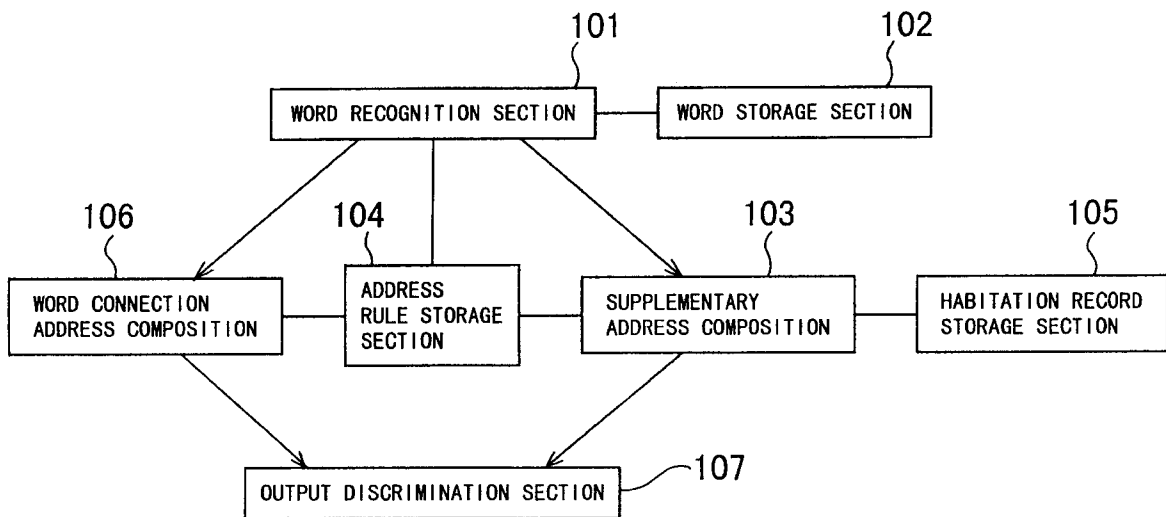 101
102
WORD RECOGNITION SECTION
WORD STORAGE SECTION
106
104
103
105
WORD CONNECTION
ADDRESS COMPOSITION
ADDRESS
RULE STORAGE
SECTION
SUPPLEMENTARY
ADDRESS COMPOSITION
HABITATION RECORD
STORAGE SECTION
OUTPUT DISCRIMINATION SECTION
107